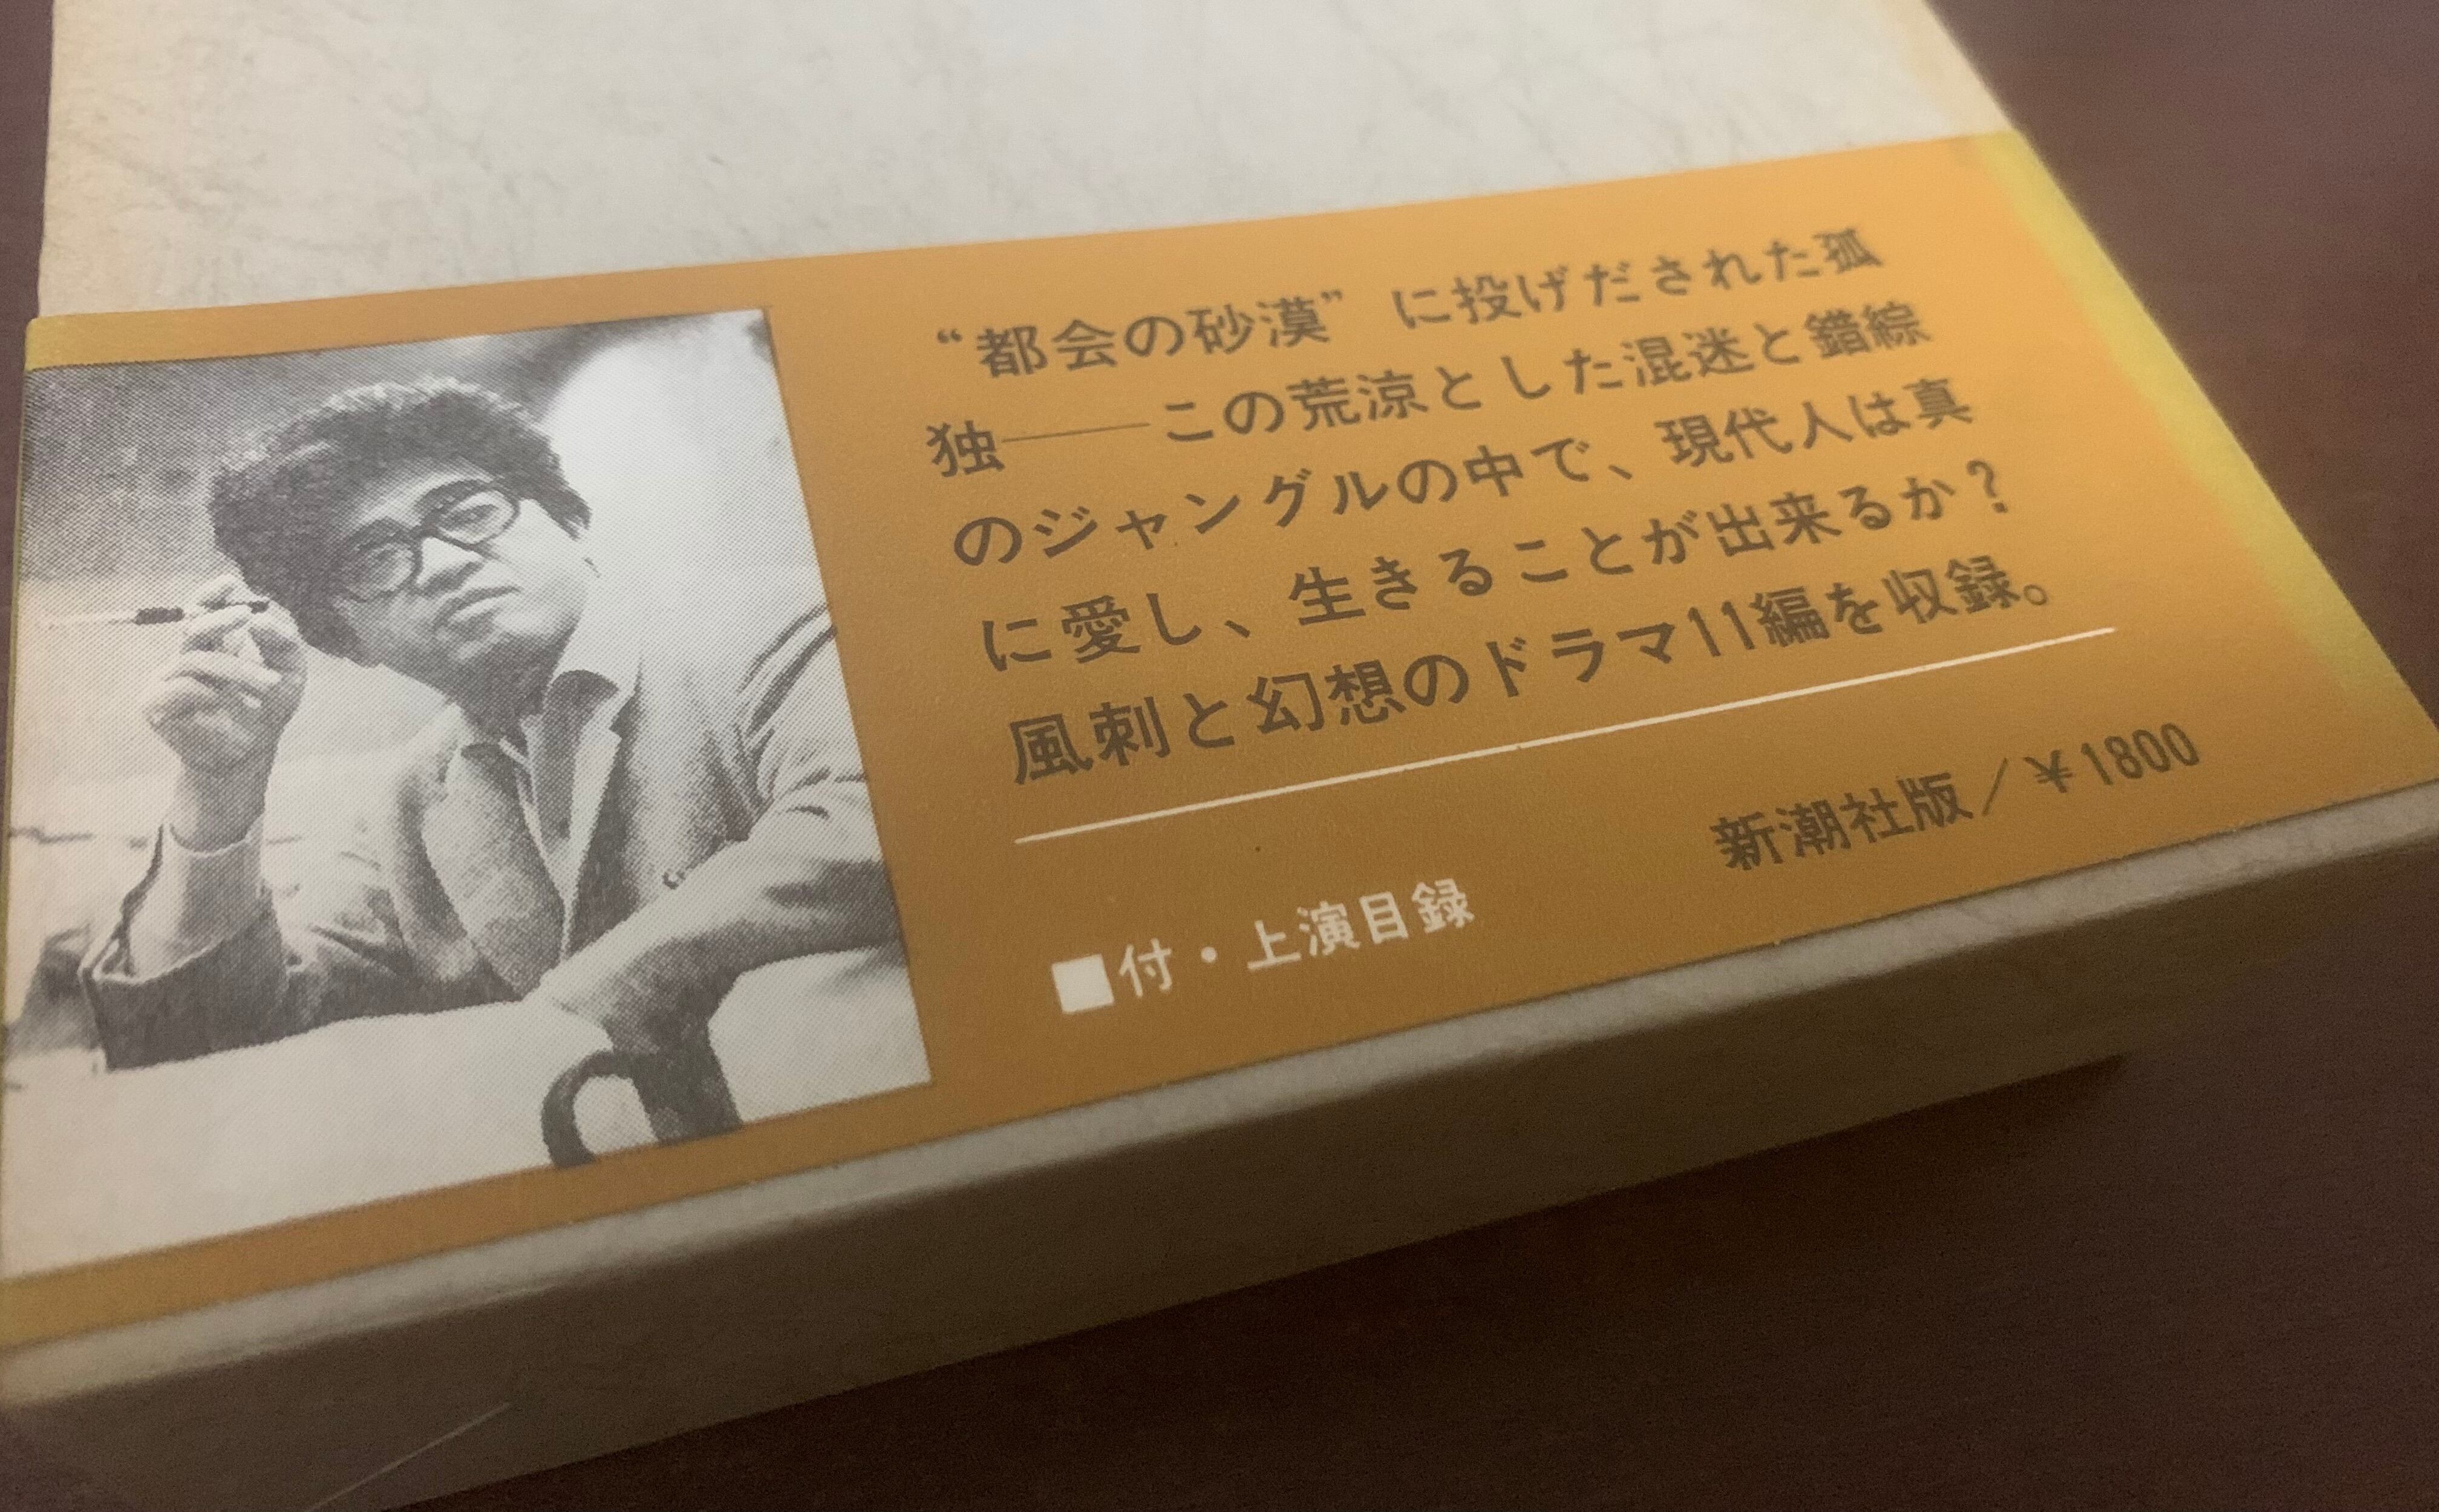 “都会の砂漠”に投げだされた孤
独――この荒涼とした混迷と錯綜
のジャングルの中で、現代人は真
に愛し、生きることが出来るか?
風刺と幻想のドラマ11編を収録。
新潮社版/¥1800
■付・上演目録